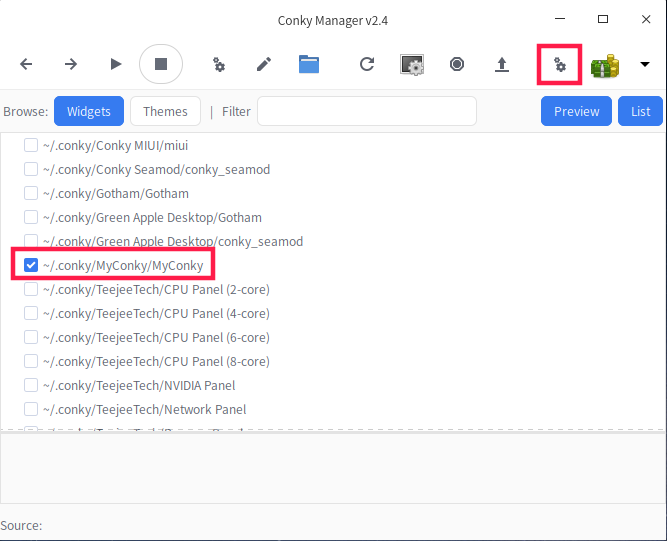 Conky Manager v2.4
Browse: Widgets Themes | Filter Preview List
~/.conky/Conky MIUI/miui
~/.conky/Conky Seamod/conky_seamod
~/.conky/Gotham/Gotham
~/.conky/Green Apple Desktop/Gotham
~/.conky/Green Apple Desktop/conky_seamod
~/.conky/MyConky/MyConky
~/.conky/TeejeeTech/CPU Panel (2-core)
~/.conky/TeejeeTech/CPU Panel (4-core)
~/.conky/TeejeeTech/CPU Panel (6-core)
~/.conky/TeejeeTech/CPU Panel (8-core)
~/.conky/TeejeeTech/NVIDIA Panel
~/.conky/TeejeeTech/Network Panel
Source: